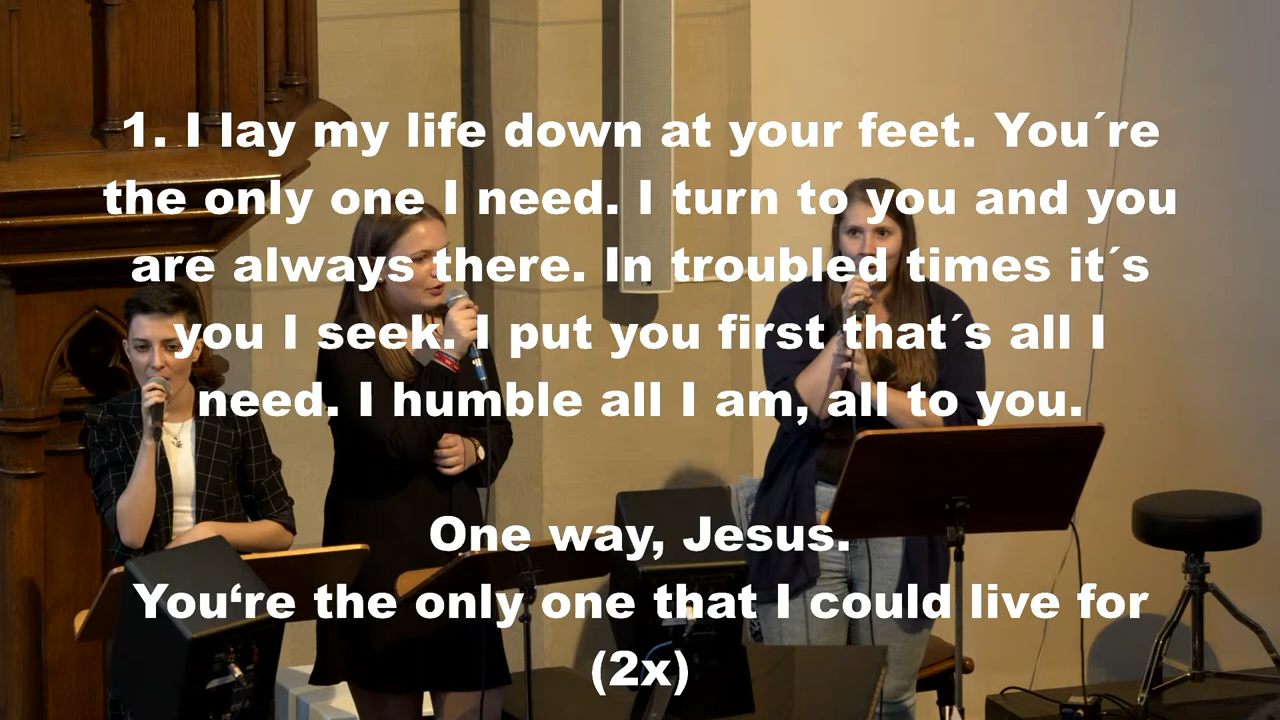 1. I lay my life down at your feet. You´re
the only one I need. I turn to you and you
are always there. In troubled times it´s
you I seek. I put you first that´s all I
need. I humble all I am, all to you.
One way, Jesus.
You‘re the only one that I could live for
(2x)